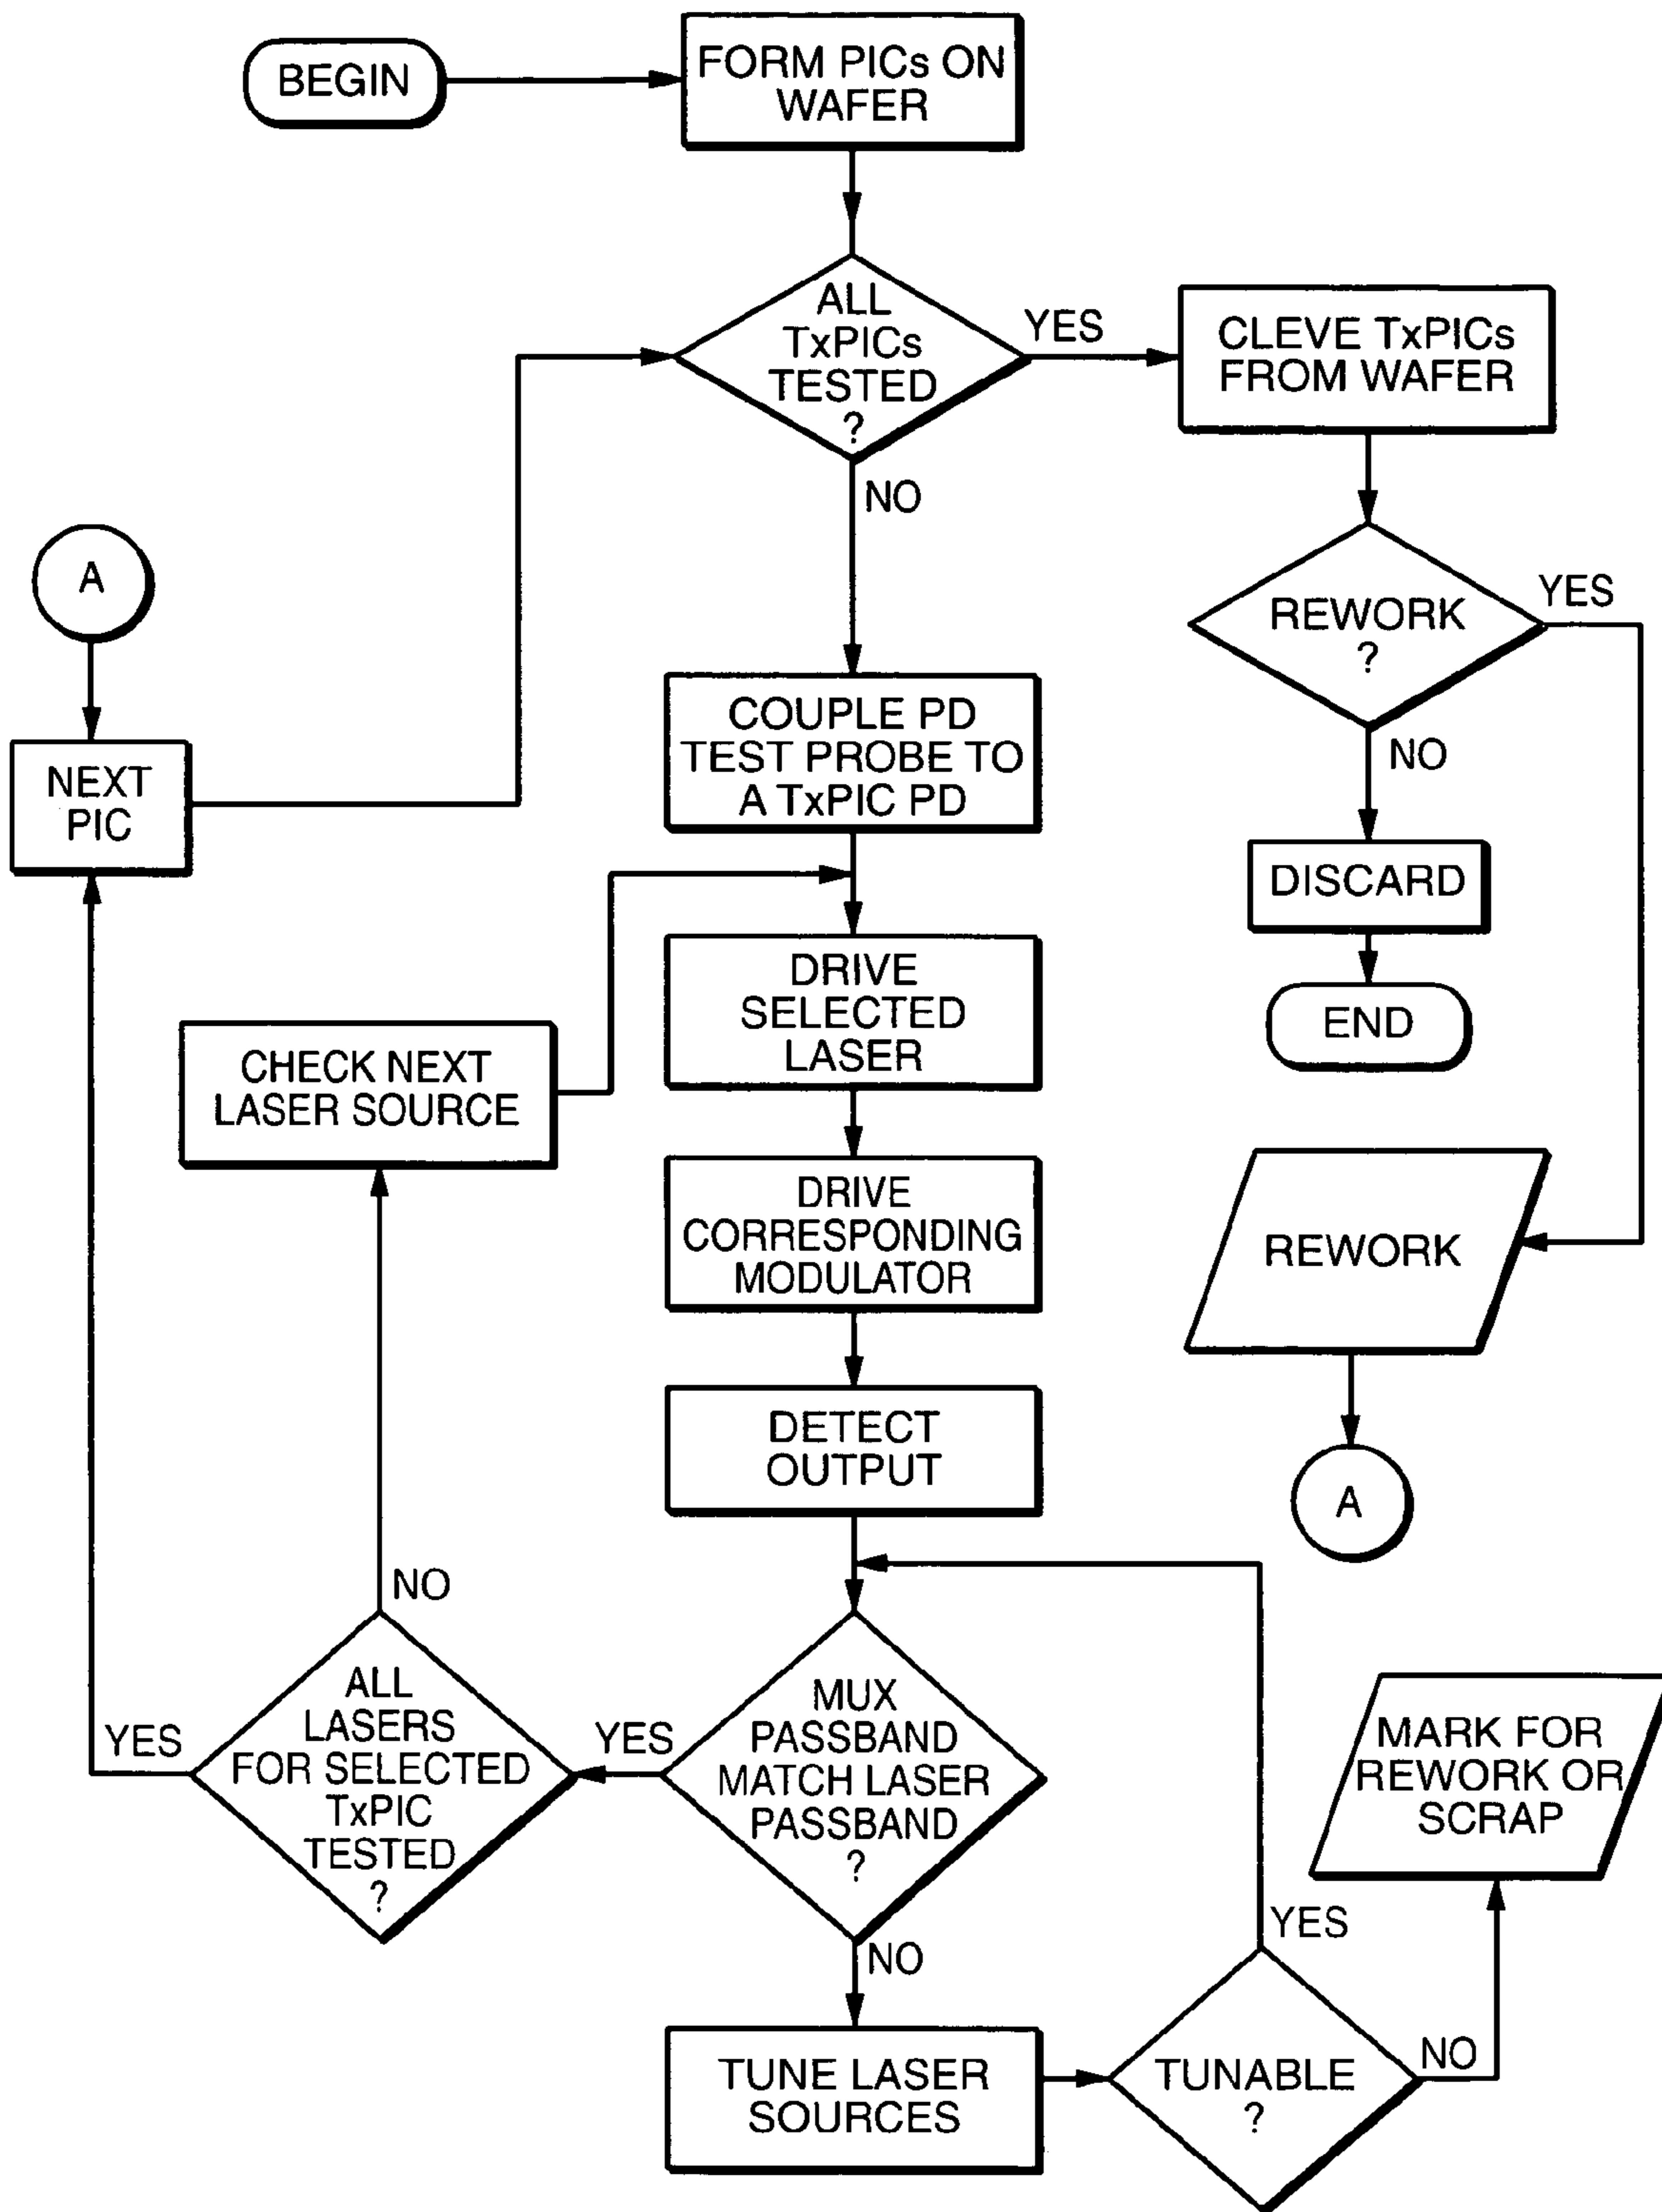 BEGIN
FORM PICs ON
WAFER
ALL
TxPICs
TESTED
?
YES
CLEVE TxPICs
FROM WAFER
NO
A
REWORK
?
YES
NO
NEXT
PIC
COUPLE PD
TEST PROBE TO
A TxPIC PD
DISCARD
DRIVE
SELECTED
LASER
END
CHECK NEXT
LASER SOURCE
DRIVE
CORRESPONDING
MODULATOR
REWORK
DETECT
OUTPUT
A
NO
ALL
LASERS
FOR SELECTED
TxPIC
TESTED
?
YES
YES
MUX
PASSBAND
MATCH LASER
PASSBAND
?
MARK FOR
REWORK OR
SCRAP
NO
YES
TUNE LASER
SOURCES
TUNABLE
?
NO